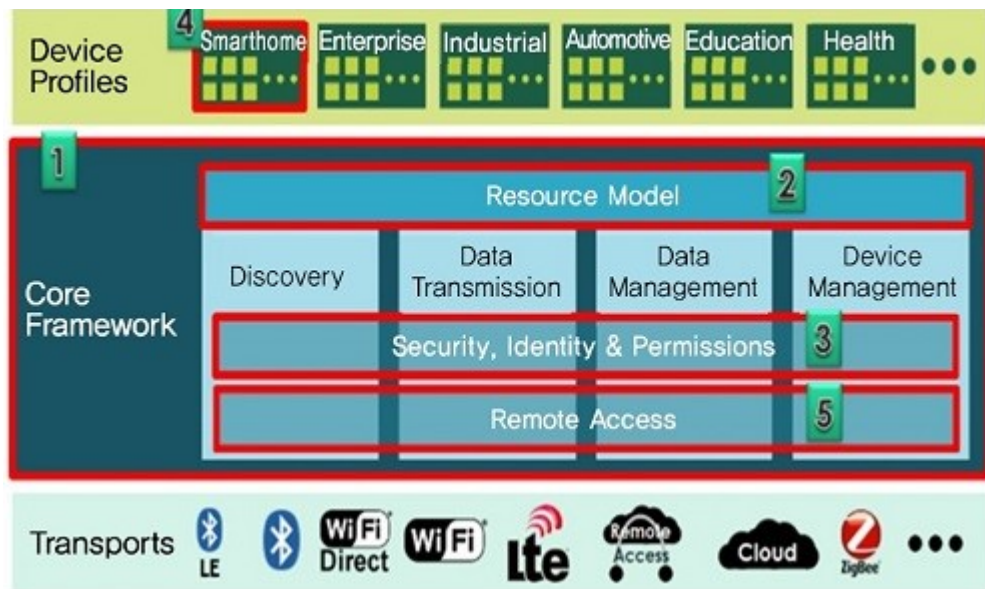 4
Device Profiles
Smarthome Enterprise Industrial Automotive Education Health
1
Resource Model
2
Core Framework
Discovery
Data Transmission
Data Management
Device Management
Security, Identity & Permissions
3
Remote Access
5
Transports
LE
WiFi Direct
WiFi
Lte
Remote Access
Cloud
ZigBee